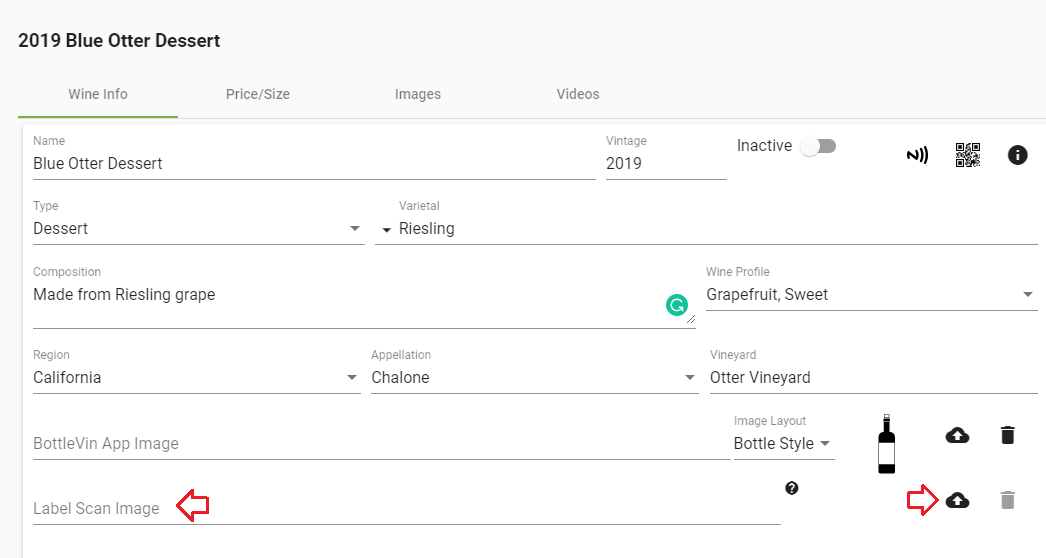 2019 Blue Otter Dessert
Wine Info Price/Size Images Videos
Name Vintage Inactive
Blue Otter Dessert 2019
Type Varietal
Dessert Riesling
Composition Wine Profile
Made from Riesling grape Grapefruit, Sweet
Region Appellation Vineyard
California Chalone Otter Vineyard
Image Layout
BottleVin App Image Bottle Style
Label Scan Image